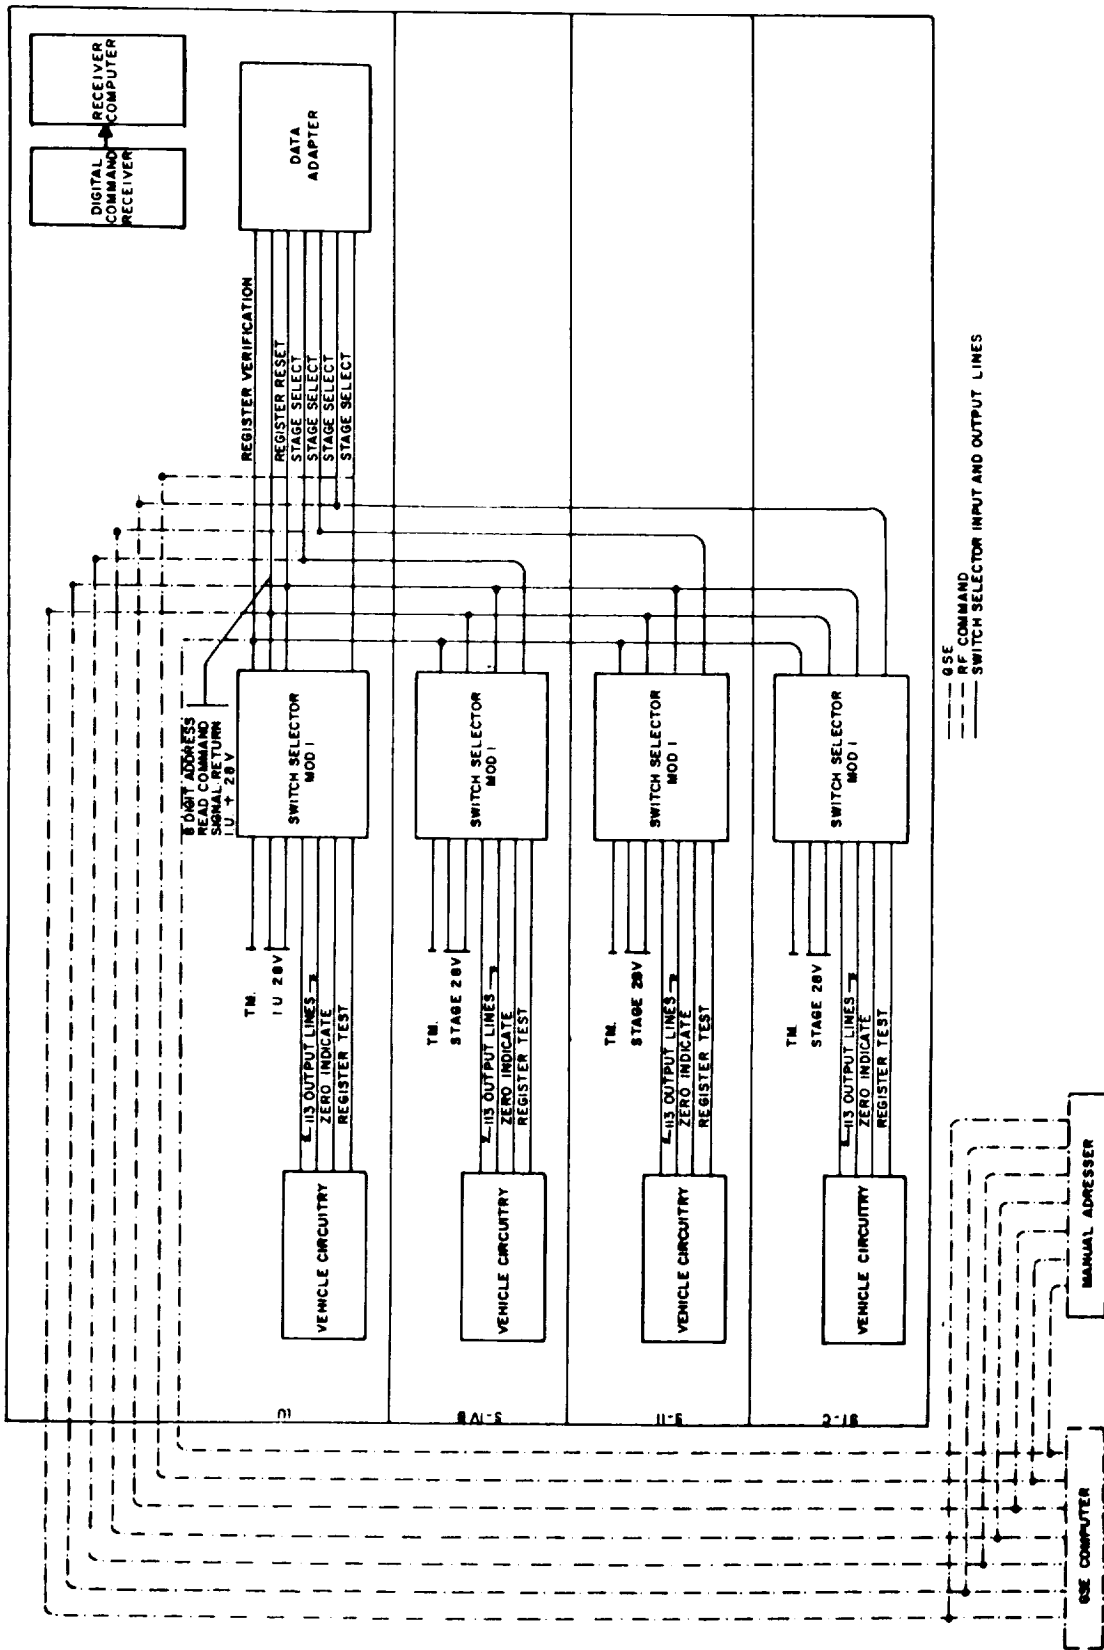 DIGITAL
COMMAND
RECEIVER
RECEIVER
COMPUTER
DATA
ADAPTER
REGISTER VERIFICATION
REGISTER RESET
STAGE SELECT
STAGE SELECT
STAGE SELECT
STAGE SELECT
8 DIGIT ADDRESS
READ COMMAND
SIGNAL RETURN
I.U. + 28 V
SWITCH SELECTOR
MOD I
TM.
I U 28V
113 OUTPUT LINES
ZERO INDICATE
REGISTER TEST
VEHICLE CIRCUITRY
IU
SWITCH SELECTOR
MOD I
TM.
STAGE 28V
113 OUTPUT LINES
ZERO INDICATE
REGISTER TEST
VEHICLE CIRCUITRY
S-IVB
SWITCH SELECTOR
MOD I
TM.
STAGE 28V
113 OUTPUT LINES
ZERO INDICATE
REGISTER TEST
VEHICLE CIRCUITRY
S-II
SWITCH SELECTOR
MOD I
TM.
STAGE 28V
113 OUTPUT LINES
ZERO INDICATE
REGISTER TEST
VEHICLE CIRCUITRY
GSE
RF COMMAND
SWITCH SELECTOR INPUT AND OUTPUT LINES
GSE COMPUTER
MANUAL ADRESSER